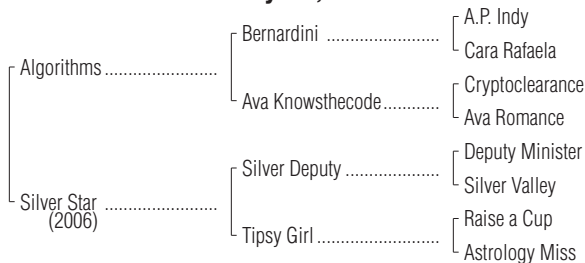 A.P. Indy
Bernardini ....................
Cara Rafaela
Algorithms ....................
Cryptoclearance
Ava Knowsthecode ............
Ava Romance
Deputy Minister
Silver Deputy ..................
Silver Valley
Silver Star ....................
(2006)
Raise a Cup
Tipsy Girl .....................
Astrology Miss